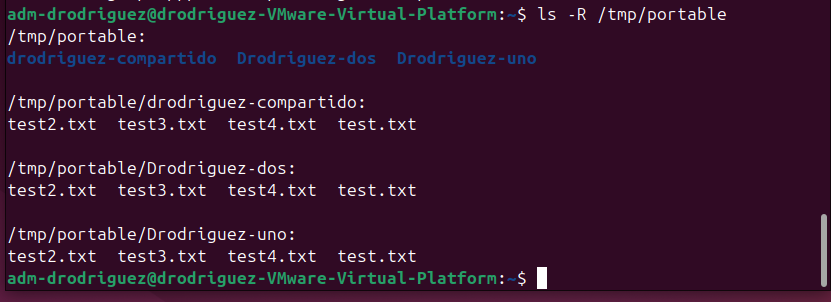 adm-drodriguez@drodriguez-VMware-Virtual-Platform:~$ ls -R /tmp/portable
/tmp/portable:
drodriguez-compartido  Drodriguez-dos  Drodriguez-uno

/tmp/portable/drodriguez-compartido:
test2.txt  test3.txt  test4.txt  test.txt

/tmp/portable/Drodriguez-dos:
test2.txt  test3.txt  test4.txt  test.txt

/tmp/portable/Drodriguez-uno:
test2.txt  test3.txt  test4.txt  test.txt
adm-drodriguez@drodriguez-VMware-Virtual-Platform:~$